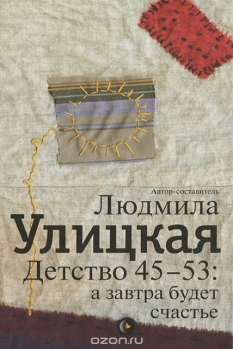 Автор-составитель
Людмила
Улицкая
Детство 45–53:
а завтра будет
счастье
ozon.ru